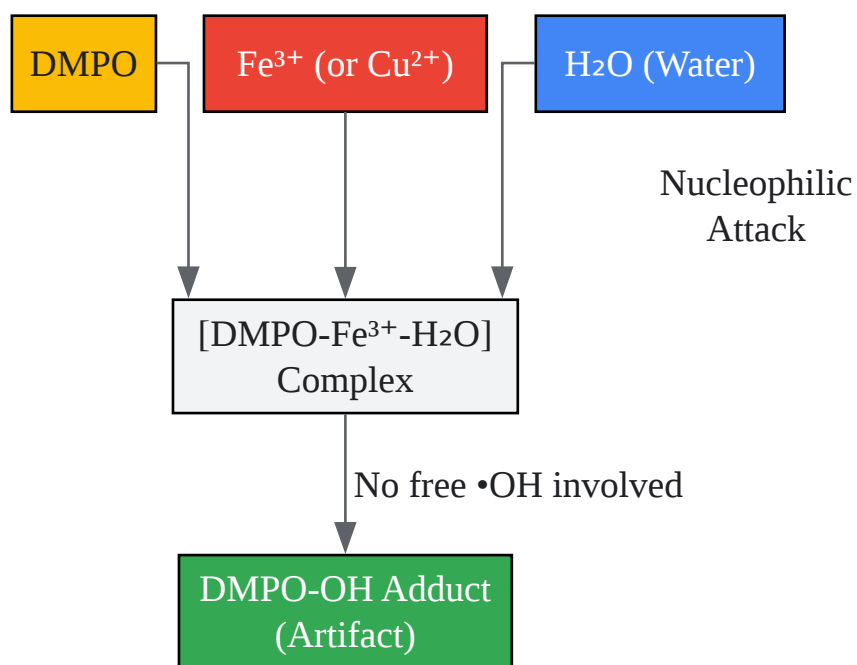 DMPO
Fe³⁺ (or Cu²⁺)
H₂O (Water)
Nucleophilic
Attack
[DMPO-Fe³⁺-H₂O]
Complex
No free •OH involved
DMPO-OH Adduct
(Artifact)